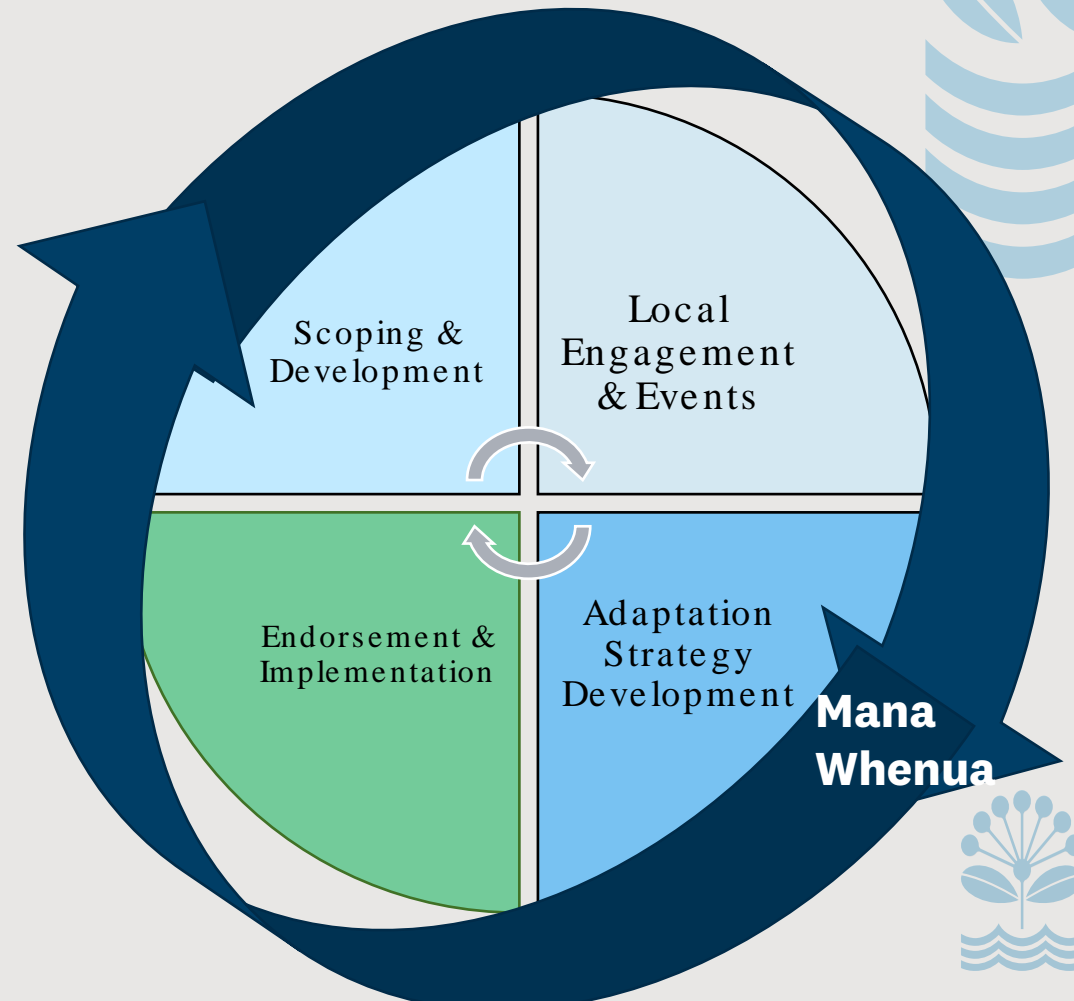 Scoping &
Development
Local
Engagement
& Events
Endorsement &
Implementation
Adaptation
Strategy
Development
Mana
Whenua